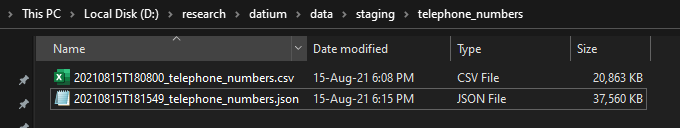 This PC > Local Disk (D:) > research > datium > data > staging > telephone_numbers
Name Date modified Type Size
20210815T180800_telephone_numbers.csv 15-Aug-21 6:08 PM CSV File 20,863 KB
20210815T181549_telephone_numbers.json 15-Aug-21 6:15 PM JSON File 37,560 KB